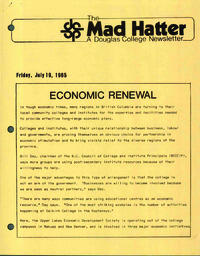 The
Mad Hatter
A Douglas College Newsletter
Friday, July 19, 1985
ECONOMIC RENEWAL
In tough economic times, many regions in British Columbia are turning to their
local community colleges and institutes for the expertise and facilities needed
to provide effective long-range economic plans.
Colleges and institutes, with their unique relationship between business, labour
and governments, are proving themselves an obvious choice for partnership in
economic stimulation and to bring visible relief to the diverse regions of the
province.
Bill Day, chairman of the B.C. Council of College and Institute Principals
says more groups are using post-secondary institute resources because of their
willingness to help.
One of the major advantages to this type of arrangement is that the college is
not an arm of the government. "Businesses are willing to become involved because
we are seen as neutral partners," says Day.
"There are many ways communities are using educational centres as an economic
resource," Day says. "One of the most striking examples is the number of activities
happening at Selkirk College in the Kootenays."
Here, the Upper Lakes Economic Development Society is operating out of the college
campuses in Nakusp and New Denver, and is involved in three major economic initiatives.